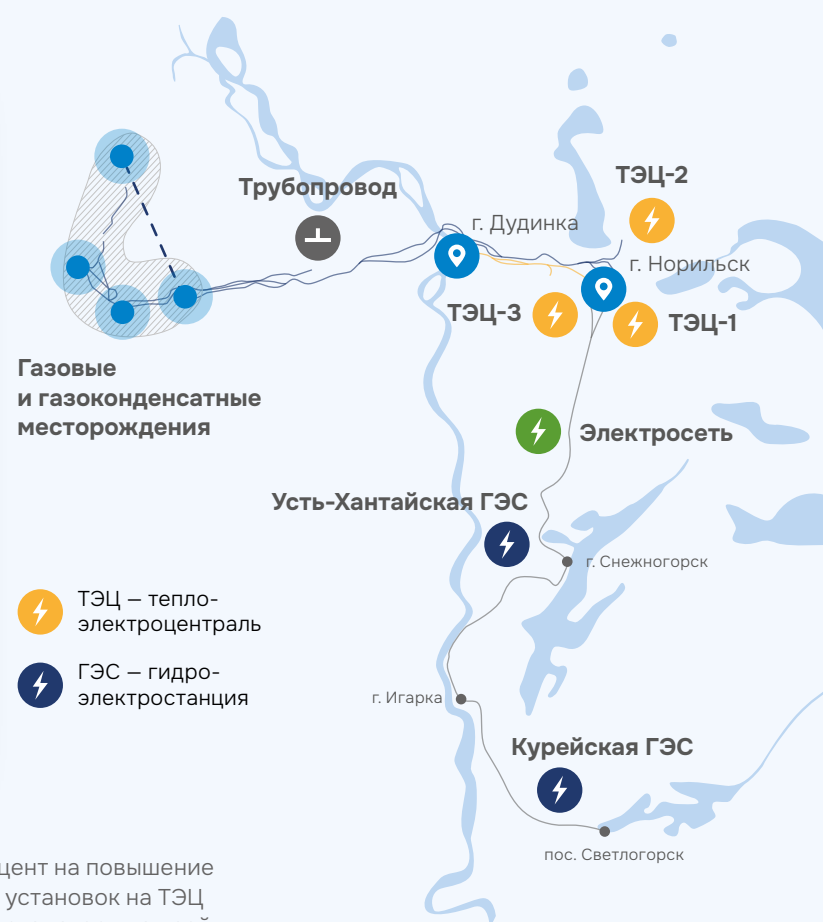 ТЭЦ-2
Трубопровод
г. Дудинка
г. Норильск
ТЭЦ-3
ТЭЦ-1
Газовые
и газоконденсатные
месторождения
Электросеть
Усть-Хантайская ГЭС
г. Снежногорск
ТЭЦ — тепло-
электроцентраль
ГЭС — гидро-
электростанция
г. Игарка
Курейская ГЭС
пос. Светлогорск
цент на повышение
установок на ТЭЦ